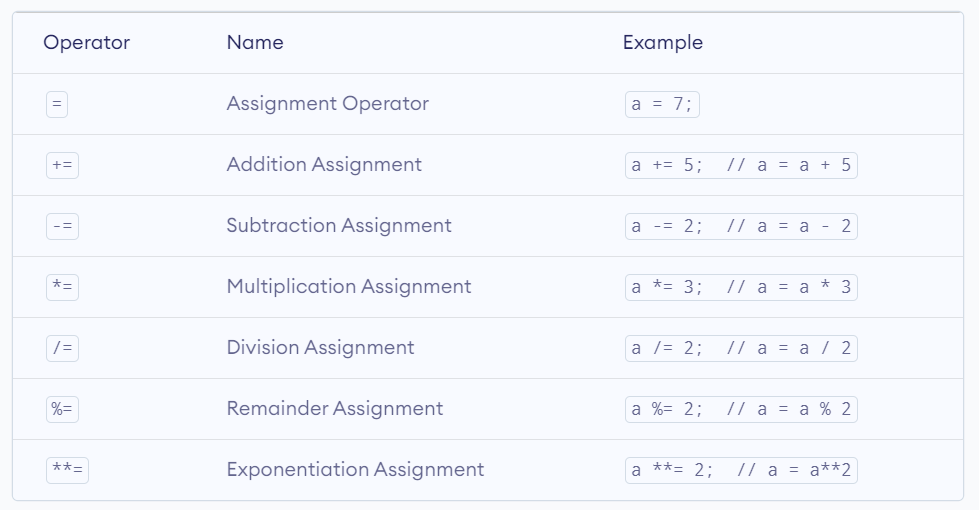 Operator Name Example
= Assignment Operator a = 7;
+= Addition Assignment a += 5;  // a = a + 5
-= Subtraction Assignment a -= 2;  // a = a - 2
*= Multiplication Assignment a *= 3;  // a = a * 3
/= Division Assignment a /= 2;  // a = a / 2
%= Remainder Assignment a %= 2;  // a = a % 2
**= Exponentiation Assignment a **= 2;  // a = a**2